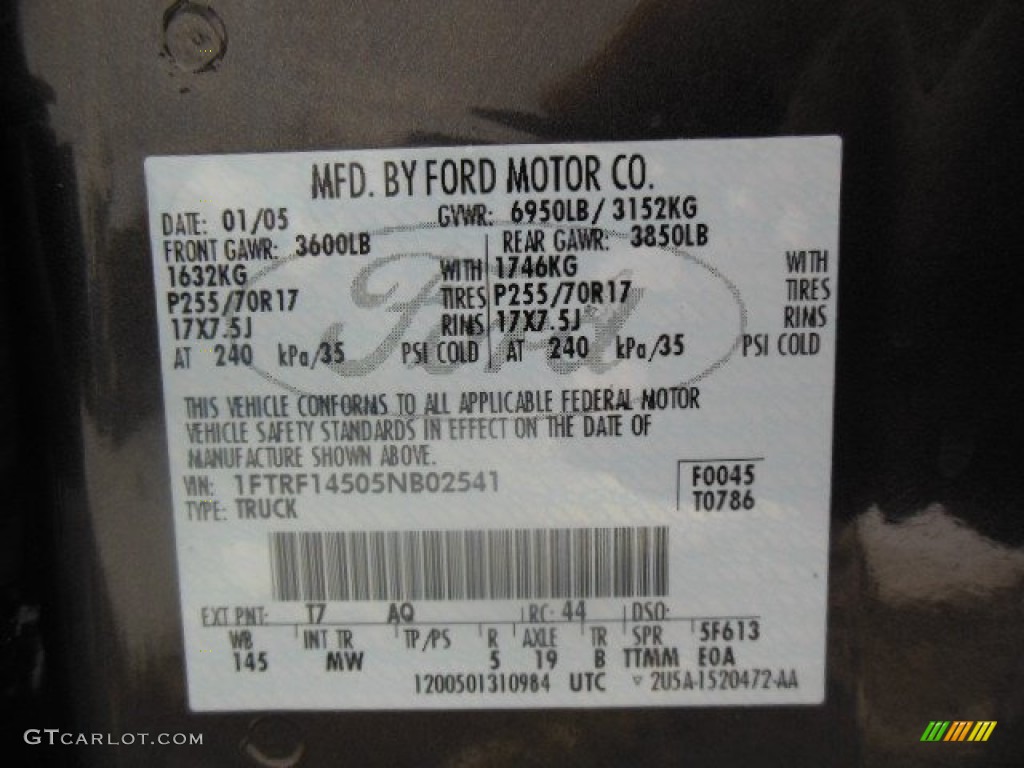 MFD. BY FORD MOTOR CO.
DATE: 01/05 GVWR: 6950LB / 3152KG
FRONT GAWR: 3600LB REAR GAWR: 3850LB
1632KG WITH 1746KG WITH
P255/70R17 TIRES P255/70R17 TIRES
17X7.5J RIMS 17X7.5J RIMS
AT 240 kPa/35 PSI COLD AT 240 kPa/35 PSI COLD
Ford
THIS VEHICLE CONFORMS TO ALL APPLICABLE FEDERAL MOTOR
VEHICLE SAFETY STANDARDS IN EFFECT ON THE DATE OF
MANUFACTURE SHOWN ABOVE.
VIN: 1FTRF14505NB02541 F0045
TYPE: TRUCK T0786
EXT PNT: T7 AQ RC: 44 DSO:
WB INT TR TP/PS R AXLE TR SPR 5F613
145 MW 5 19 B TTMM EOA
1200501310984 UTC ▽ 2USA-1520472-AA
GTCARLOT.COM